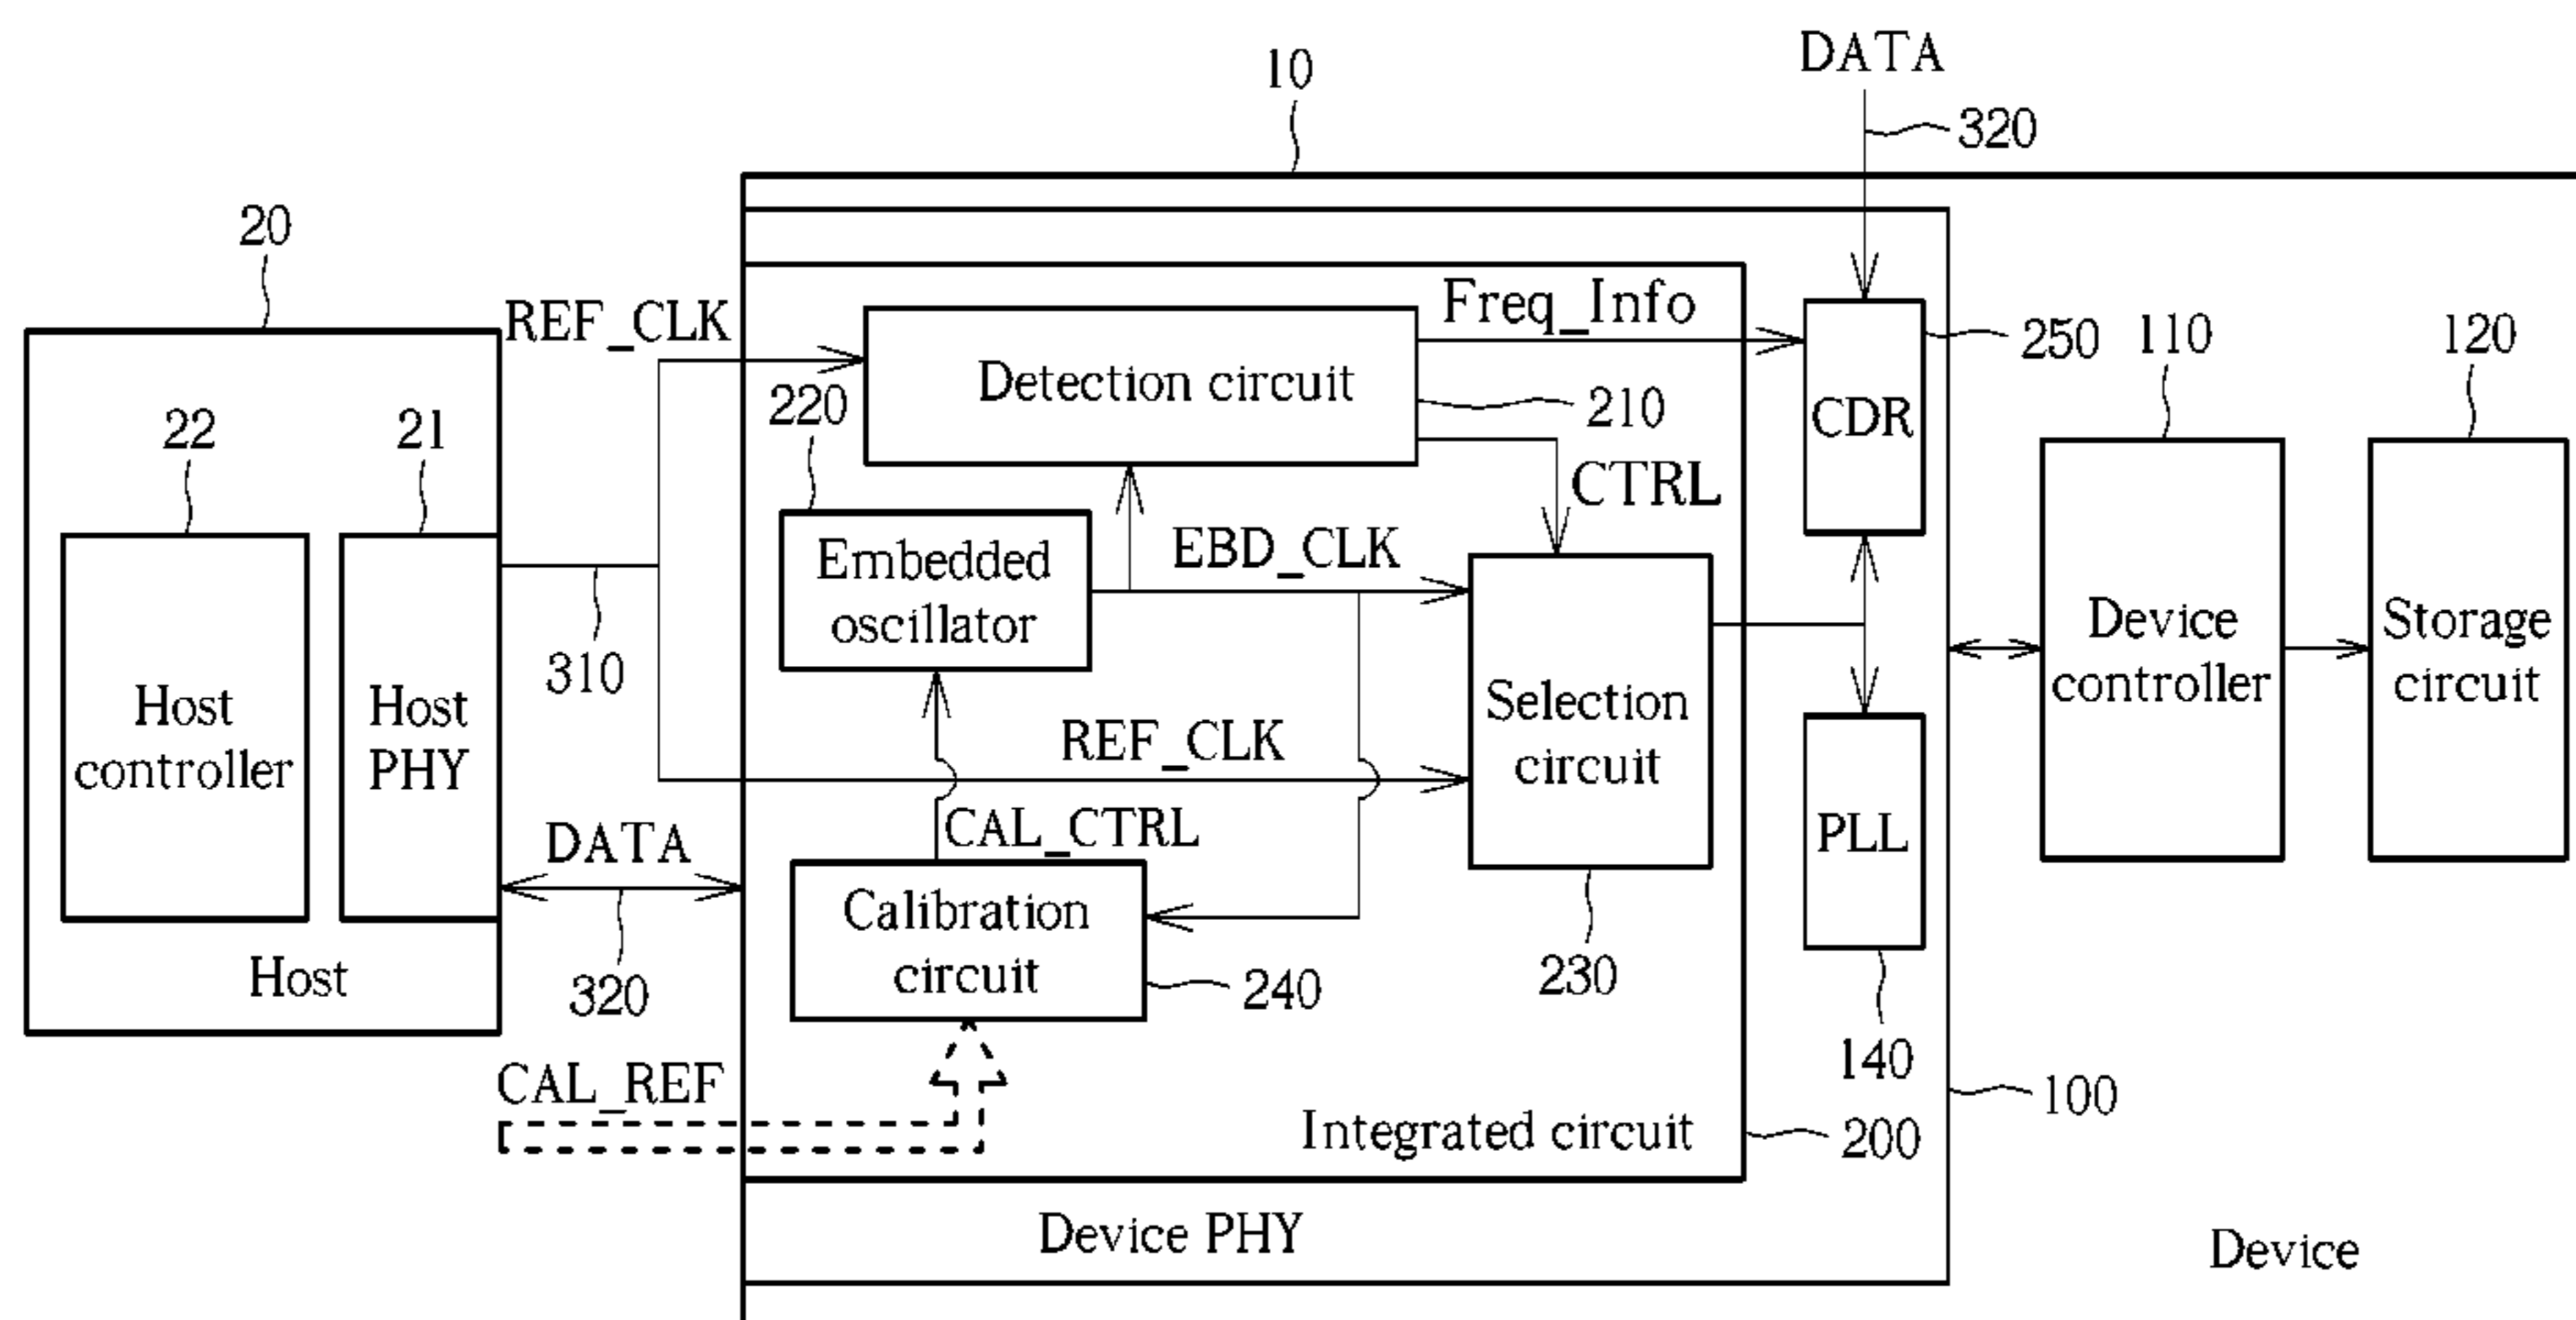 DATA
10
320
20
REF_CLK
Freq_Info
250
110
120
Detection circuit
220
210
22
21
CDR
CTRL
EBD_CLK
Embedded
oscillator
310
Device
controller
Storage
circuit
Host
controller
Host
PHY
Selection
circuit
REF_CLK
CAL_CTRL
PLL
DATA
Calibration
circuit
Host
320
240
230
140
CAL_REF
100
Integrated circuit
200
Device PHY
Device